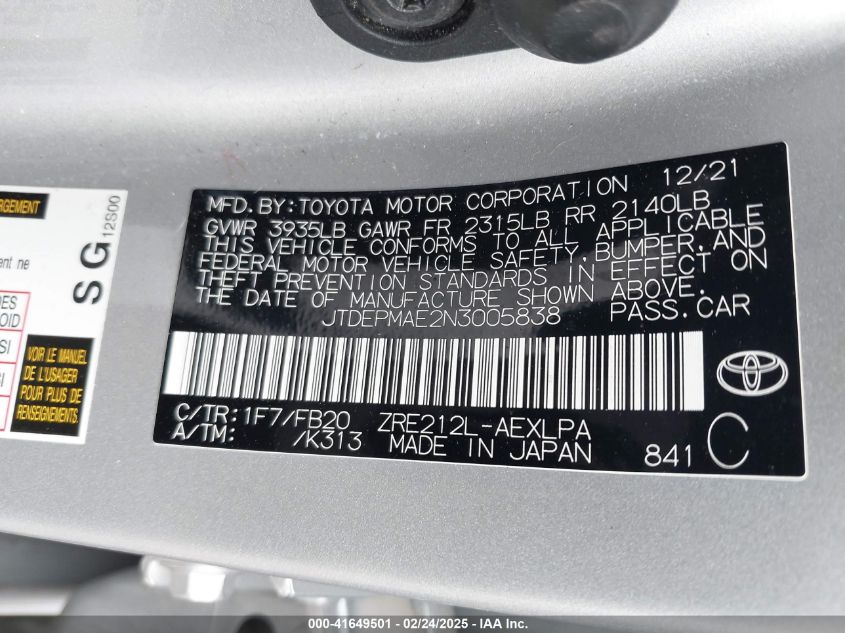 12/21
MFD.BY:TOYOTA MOTOR CORPORATION
GVWR 3935LB GAWR FR 2315LB RR 2140LB
THIS VEHICLE CONFORMS TO ALL APPLICABLE
FEDERAL MOTOR VEHICLE SAFETY,BUMPER,AND
THEFT PREVENTION STANDARDS IN EFFECT ON
THE DATE OF MANUFACTURE SHOWN ABOVE.
JTDEPMAE2N3005838 PASS.CAR
C/TR:1F7/FB20 ZRE212L-AEXLPA
A/TM: /K313 MADE IN JAPAN 841 C
SG 12S00
VOIR LE MANUEL
DE L'USAGER
POUR PLUS DE
RENSEIGNEMENTS
000-41649501 - 02/24/2025 - IAA Inc.